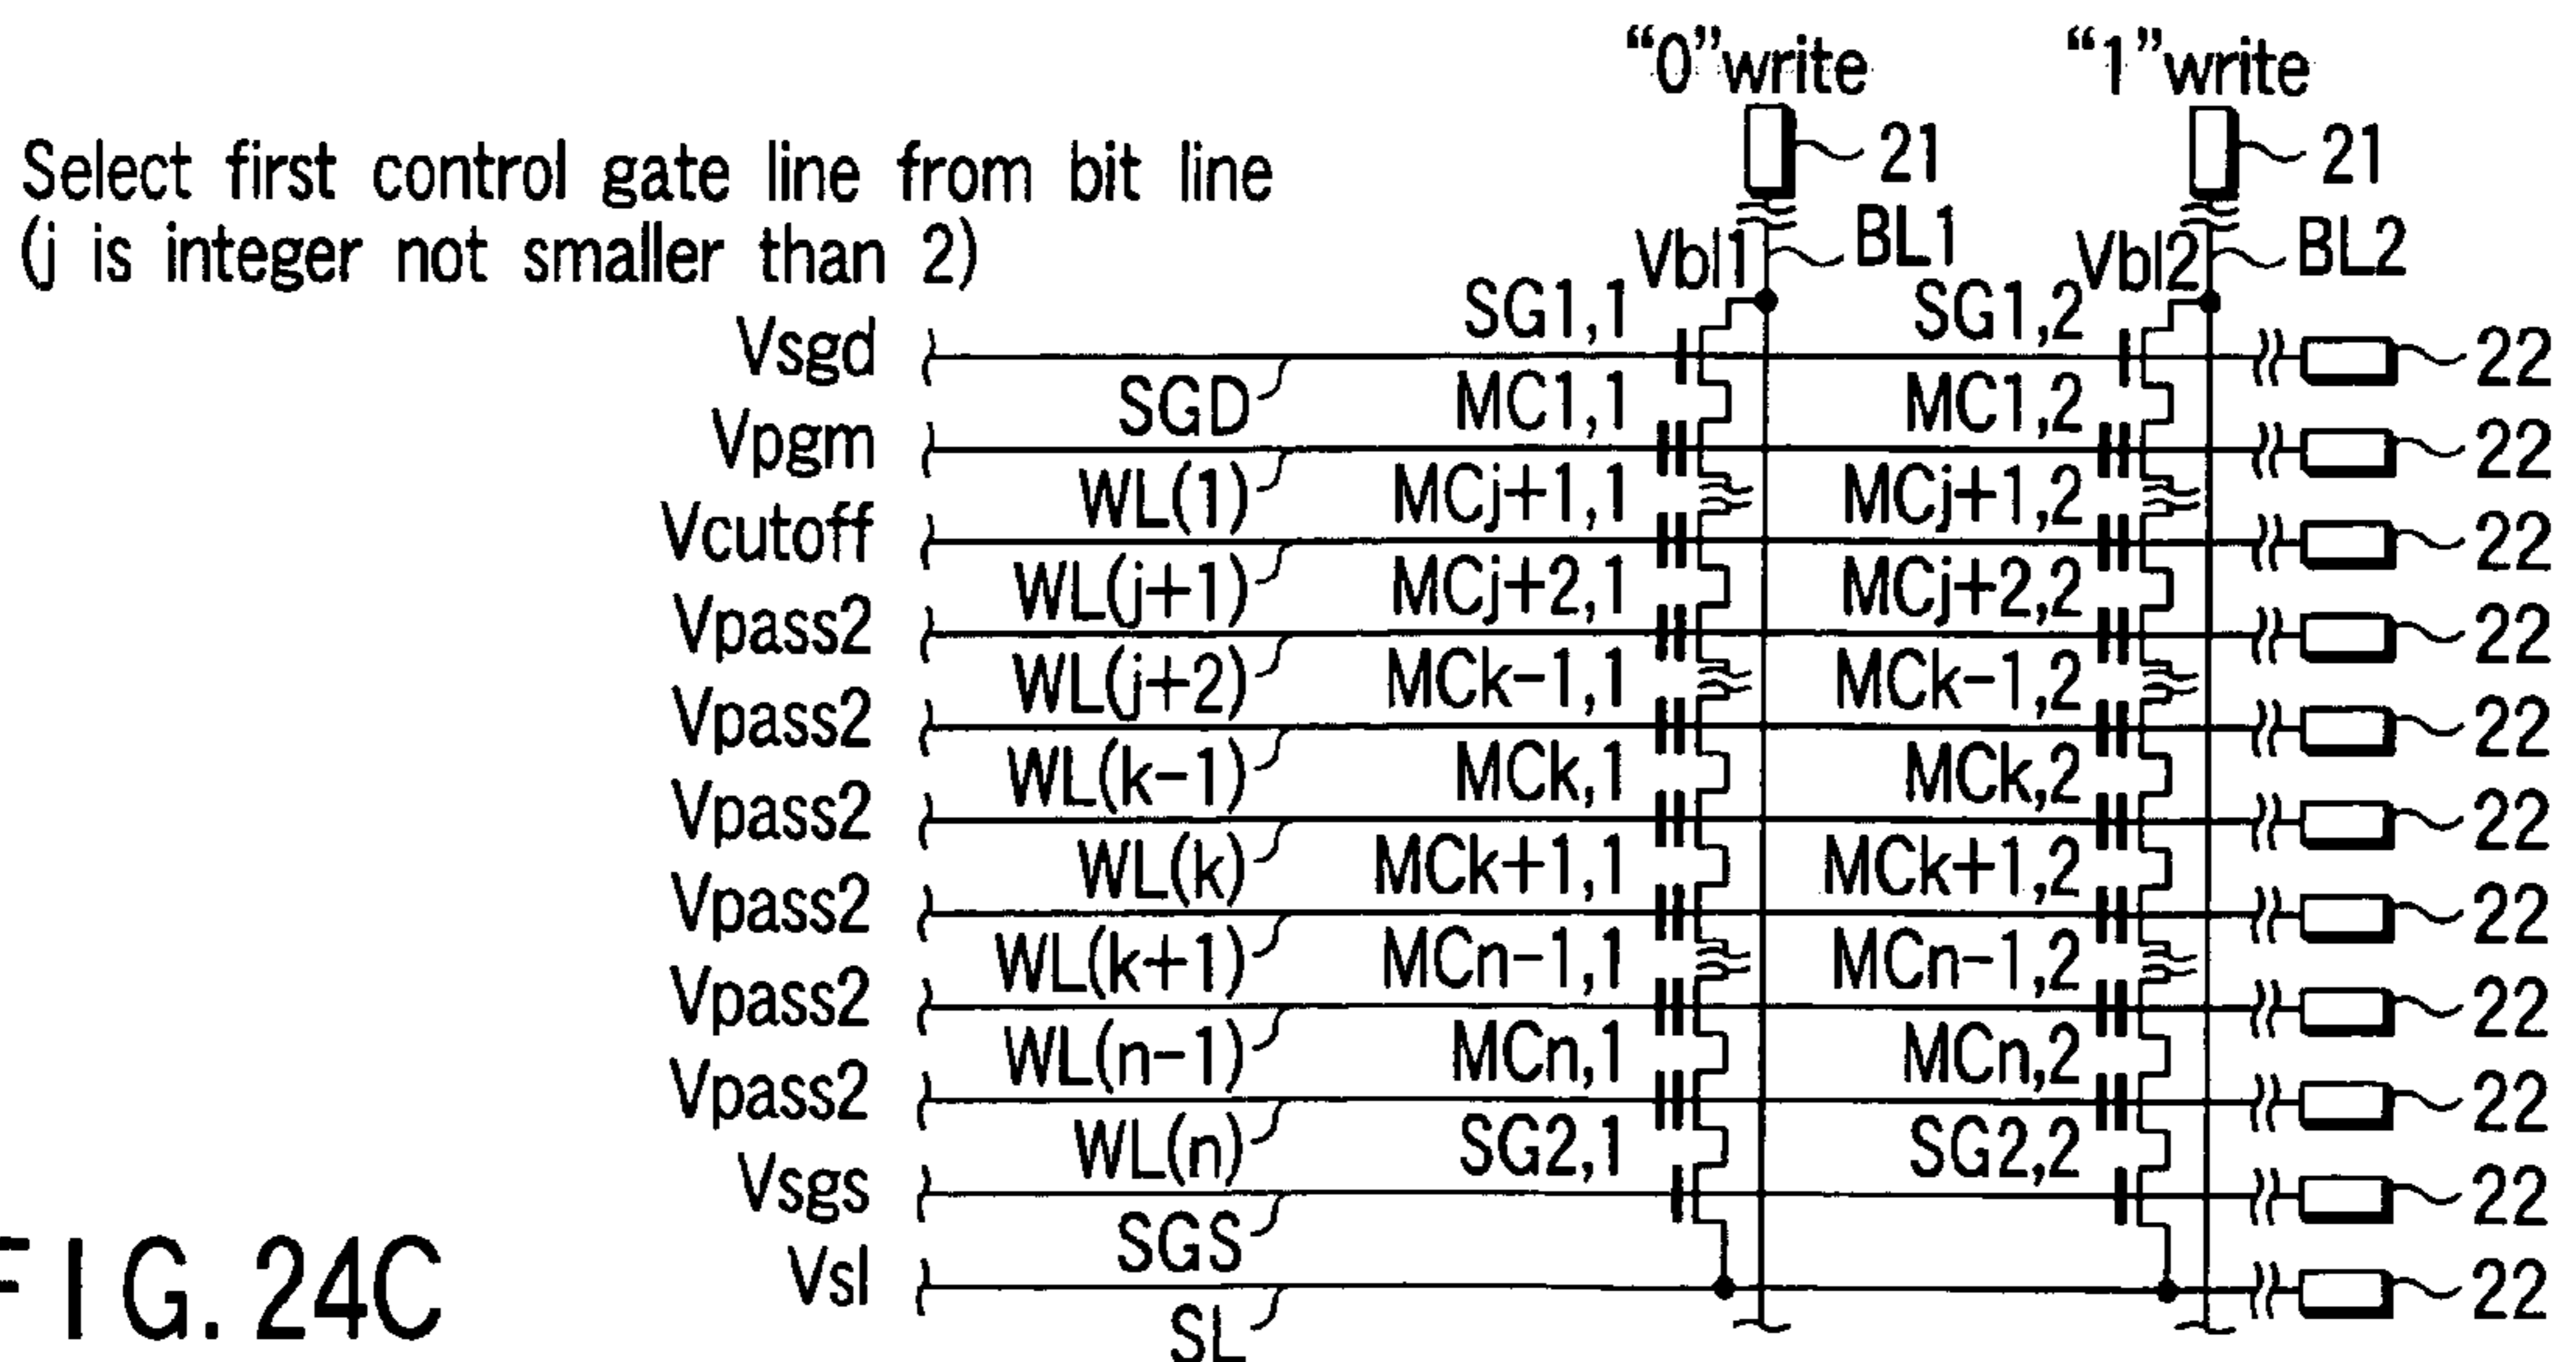 “0”write “1”write
21 21
Select first control gate line from bit line
(j is integer not smaller than 2)
Vbl1 BL1 Vbl2 BL2
SG1,1 SG1,2
Vsgd 22
SGD MC1,1 MC1,2
Vpgm 22
WL(1) MCj+1,1 MCj+1,2
Vcutoff 22
WL(j+1) MCj+2,1 MCj+2,2
Vpass2 22
WL(j+2) MCk-1,1 MCk-1,2
Vpass2 22
WL(k-1) MCk,1 MCk,2
Vpass2 22
WL(k) MCk+1,1 MCk+1,2
Vpass2 22
WL(k+1) MCn-1,1 MCn-1,2
Vpass2 22
WL(n-1) MCn,1 MCn,2
Vpass2 22
WL(n) SG2,1 SG2,2
Vsgs 22
SGS
Vsl 22
SL
FIG. 24C